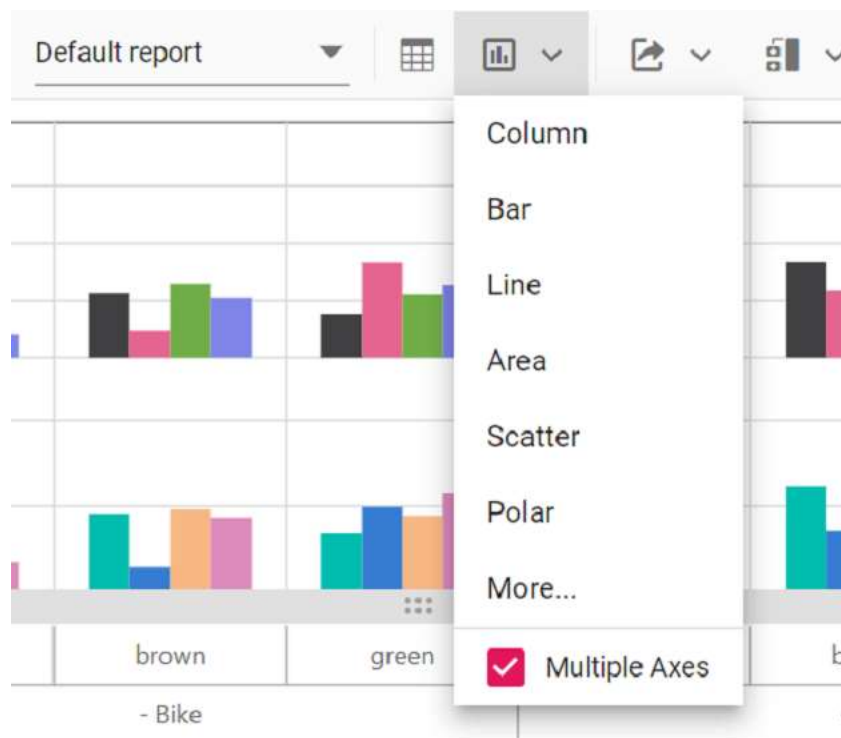 Default report
Column
Bar
Line
Area
Scatter
Polar
More...
Multiple Axes
brown
green
- Bike